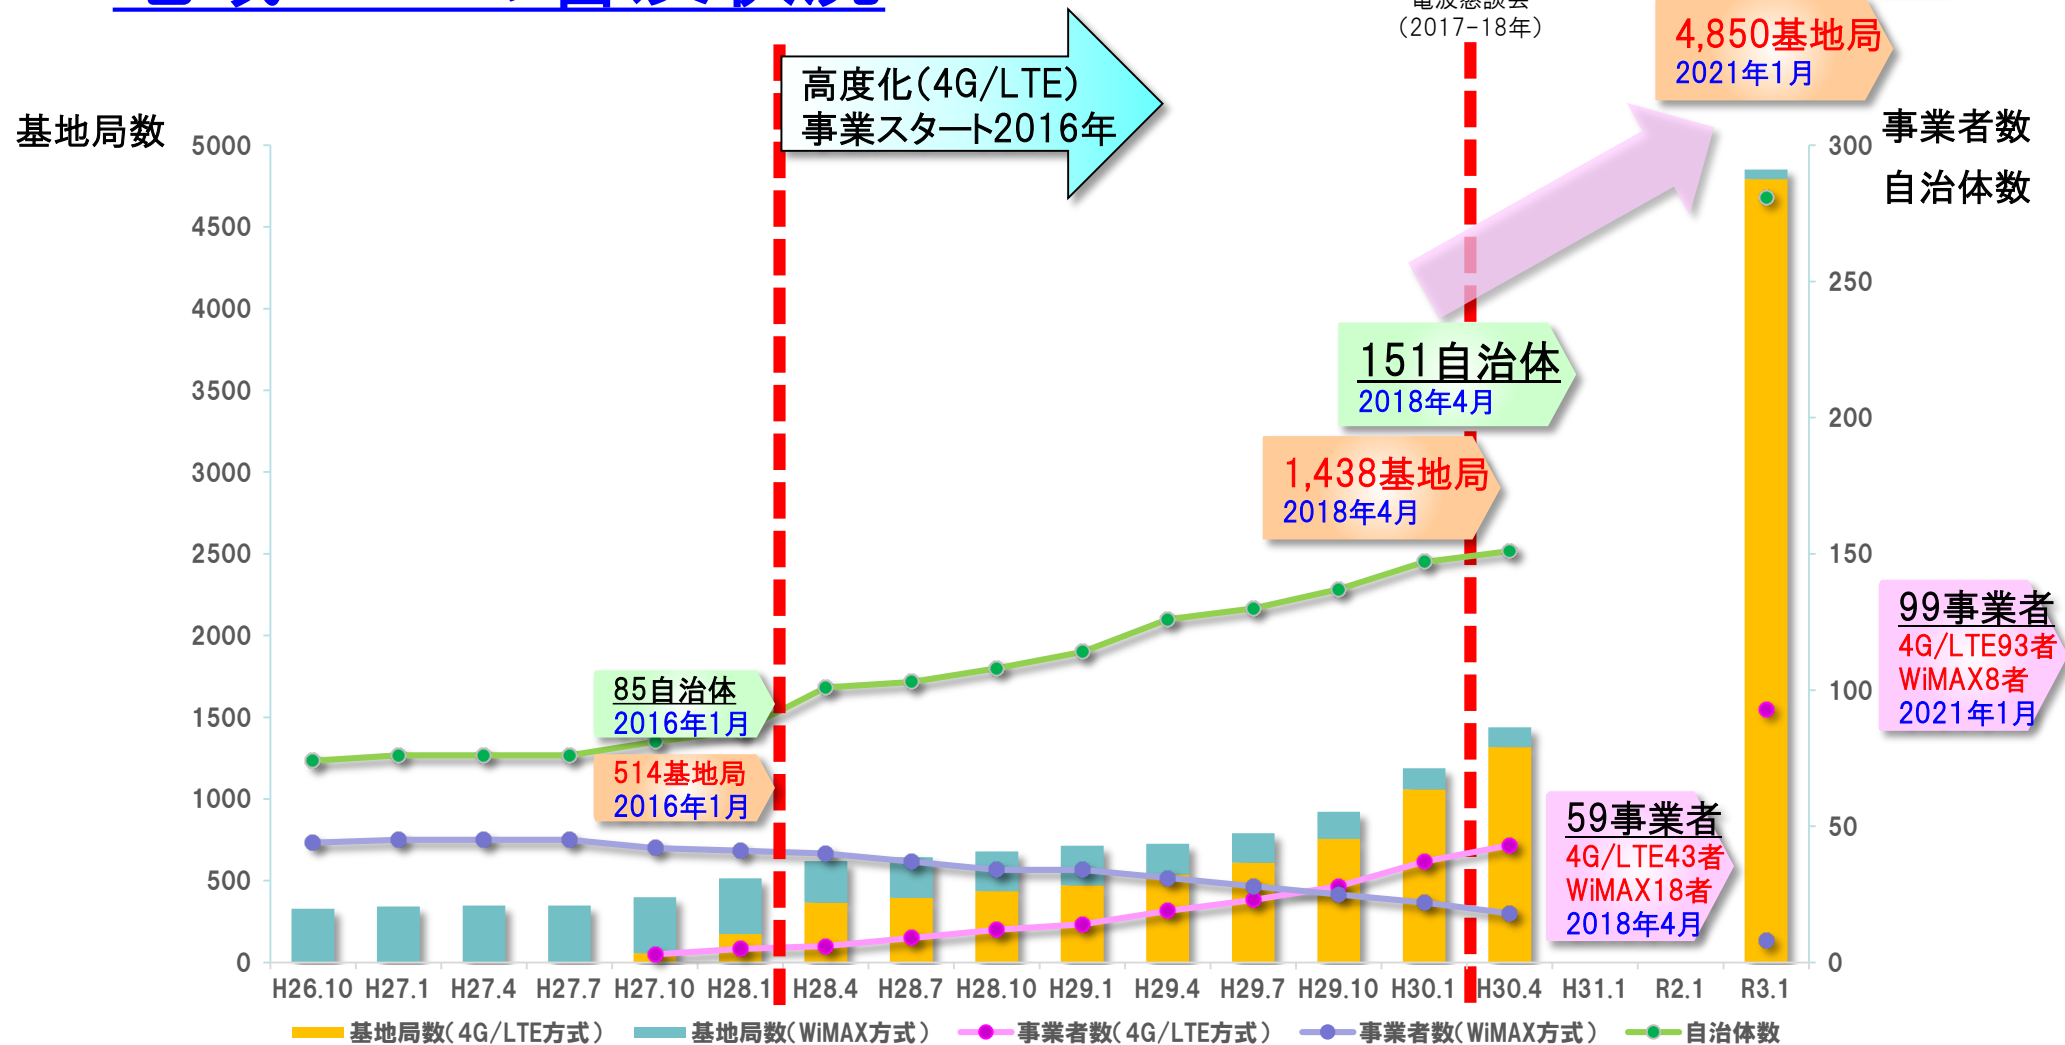 (2017-18年)
4,850基地局
2021年1月
高度化(4G/LTE)
事業スタート2016年
基地局数
事業者数
自治体数
5000
4500
4000
3500
3000
2500
2000
1500
1000
500
0
300
250
200
150
100
50
0
151自治体
2018年4月
1,438基地局
2018年4月
85自治体
2016年1月
514基地局
2016年1月
99事業者
4G/LTE93者
WiMAX8者
2021年1月
59事業者
4G/LTE43者
WiMAX18者
2018年4月
H26.10 H27.1 H27.4 H27.7 H27.10 H28.1 H28.4 H28.7 H28.10 H29.1 H29.4 H29.7 H29.10 H30.1 H30.4 H31.1 R2.1 R3.1
基地局数(4G/LTE方式) 基地局数(WiMAX方式) 事業者数(4G/LTE方式) 事業者数(WiMAX方式) 自治体数